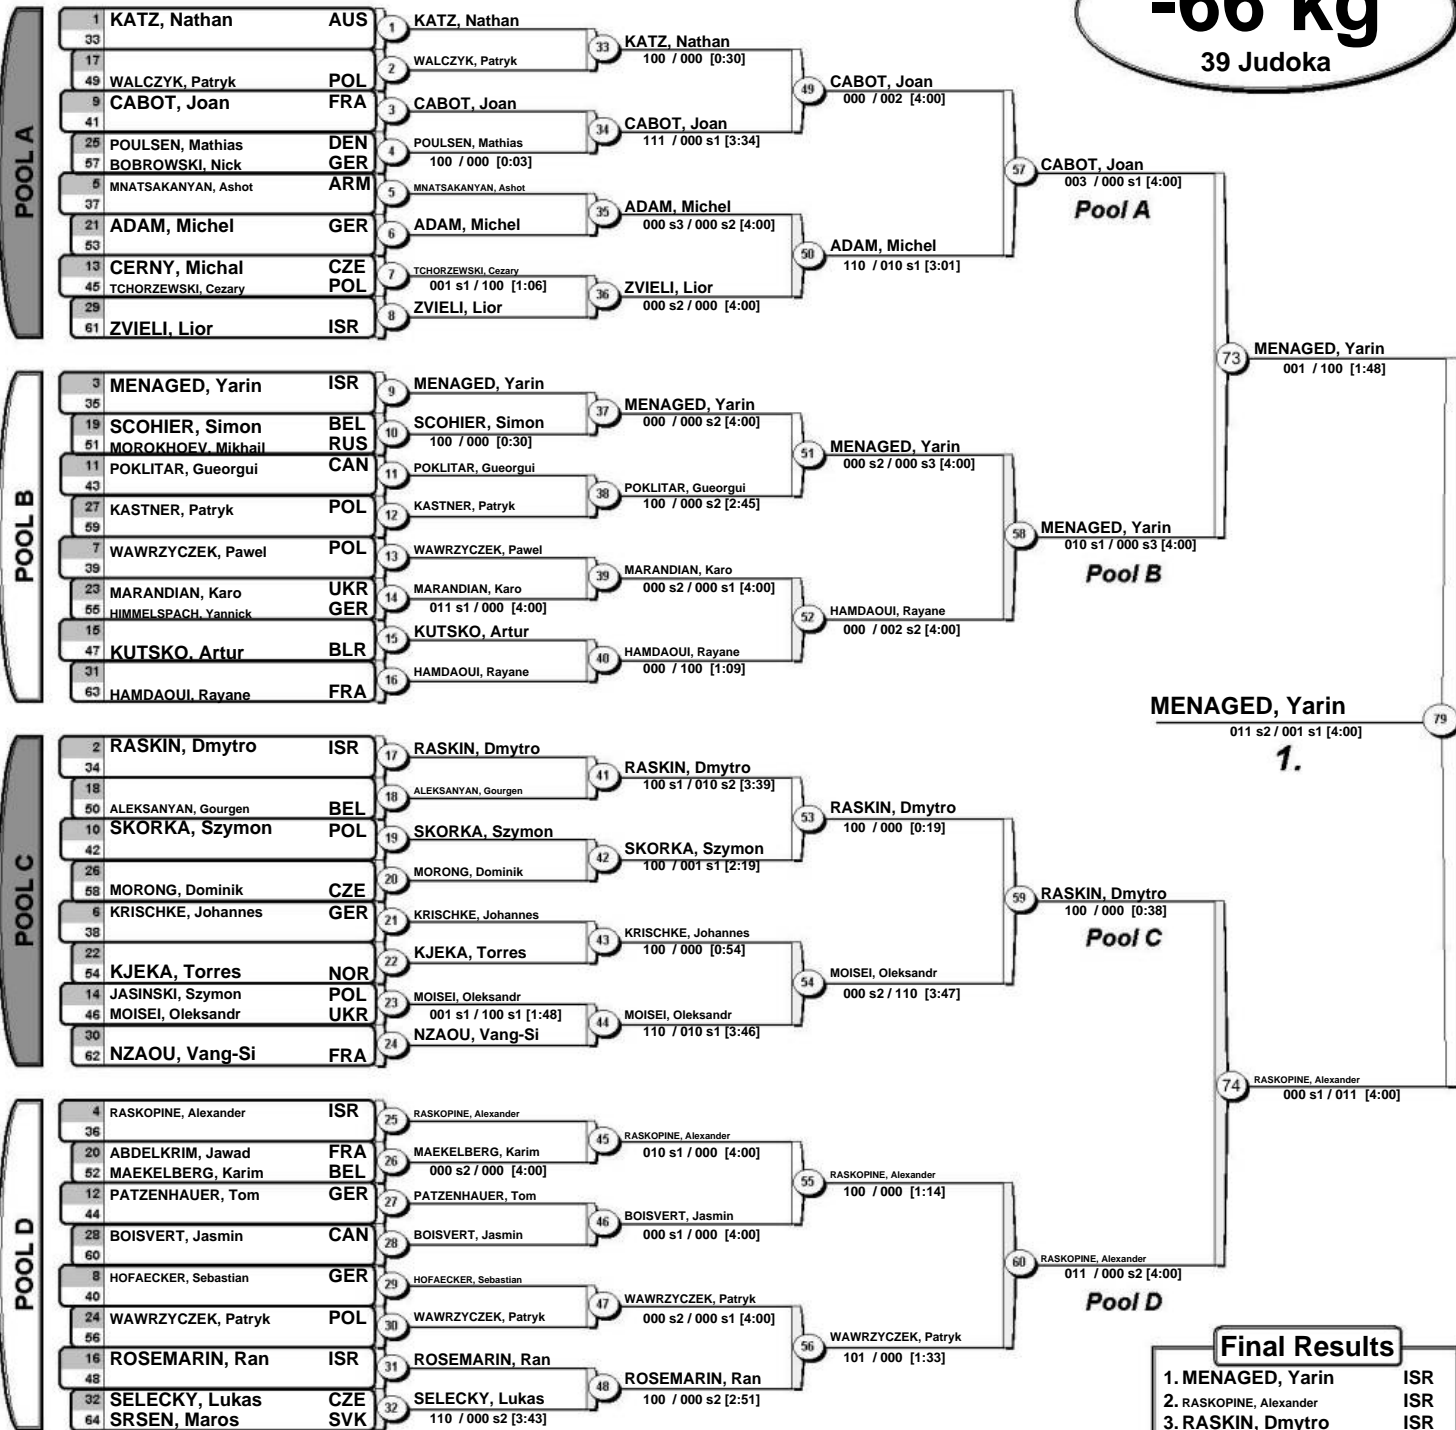 -66 kg
39 Judoka
POOL A
1 KATZ, Nathan AUS
33
17
49 WALCZYK, Patryk POL
9 CABOT, Joan FRA
41
25 POULSEN, Mathias DEN
57 BOBROWSKI, Nick GER
5 MNATSAKANYAN, Ashot ARM
37
21 ADAM, Michel GER
53
13 CERNY, Michal CZE
45 TCHORZEWSKI, Cezary POL
29
61 ZVIELI, Lior ISR
1 KATZ, Nathan
2 WALCZYK, Patryk
3 CABOT, Joan
4 POULSEN, Mathias
100 / 000 [0:03]
5 MNATSAKANYAN, Ashot
6 ADAM, Michel
7 TCHORZEWSKI, Cezary
001 s1 / 100 [1:06]
8 ZVIELI, Lior
33 KATZ, Nathan
100 / 000 [0:30]
34 CABOT, Joan
111 / 000 s1 [3:34]
35 ADAM, Michel
000 s3 / 000 s2 [4:00]
36 ZVIELI, Lior
000 s2 / 000 [4:00]
49 CABOT, Joan
000 / 002 [4:00]
50 ADAM, Michel
110 / 010 s1 [3:01]
57 CABOT, Joan
003 / 000 s1 [4:00]
Pool A
POOL B
3 MENAGED, Yarin ISR
35
19 SCOHIER, Simon BEL
51 MOROKHOEV, Mikhail RUS
11 POKLITAR, Gueorgui CAN
43
27 KASTNER, Patryk POL
59
7 WAWRZYCZEK, Pawel POL
39
23 MARANDIAN, Karo UKR
55 HIMMELSPACH, Yannick GER
15
47 KUTSKO, Artur BLR
31
63 HAMDAOUI, Rayane FRA
9 MENAGED, Yarin
10 SCOHIER, Simon
100 / 000 [0:30]
11 POKLITAR, Gueorgui
12 KASTNER, Patryk
13 WAWRZYCZEK, Pawel
14 MARANDIAN, Karo
011 s1 / 000 [4:00]
15 KUTSKO, Artur
16 HAMDAOUI, Rayane
37 MENAGED, Yarin
000 / 000 s2 [4:00]
38 POKLITAR, Gueorgui
100 / 000 s2 [2:45]
39 MARANDIAN, Karo
000 s2 / 000 s1 [4:00]
40 HAMDAOUI, Rayane
000 / 100 [1:09]
51 MENAGED, Yarin
000 s2 / 000 s3 [4:00]
52 HAMDAOUI, Rayane
000 / 002 s2 [4:00]
58 MENAGED, Yarin
010 s1 / 000 s3 [4:00]
Pool B
73 MENAGED, Yarin
001 / 100 [1:48]
MENAGED, Yarin 79
011 s2 / 001 s1 [4:00]
1.
POOL C
2 RASKIN, Dmytro ISR
34
18
50 ALEKSANYAN, Gourgen BEL
10 SKORKA, Szymon POL
42
26
58 MORONG, Dominik CZE
6 KRISCHKE, Johannes GER
38
22
54 KJEKA, Torres NOR
14 JASINSKI, Szymon POL
46 MOISEI, Oleksandr UKR
30
62 NZAOU, Vang-Si FRA
17 RASKIN, Dmytro
18 ALEKSANYAN, Gourgen
19 SKORKA, Szymon
20 MORONG, Dominik
21 KRISCHKE, Johannes
22 KJEKA, Torres
23 MOISEI, Oleksandr
001 s1 / 100 s1 [1:48]
24 NZAOU, Vang-Si
41 RASKIN, Dmytro
100 s1 / 010 s2 [3:39]
42 SKORKA, Szymon
100 / 001 s1 [2:19]
43 KRISCHKE, Johannes
100 / 000 [0:54]
44 MOISEI, Oleksandr
110 / 010 s1 [3:46]
53 RASKIN, Dmytro
100 / 000 [0:19]
54 MOISEI, Oleksandr
000 s2 / 110 [3:47]
59 RASKIN, Dmytro
100 / 000 [0:38]
Pool C
POOL D
4 RASKOPINE, Alexander ISR
36
20 ABDELKRIM, Jawad FRA
52 MAEKELBERG, Karim BEL
12 PATZENHAUER, Tom GER
44
28 BOISVERT, Jasmin CAN
60
8 HOFAECKER, Sebastian GER
40
24 WAWRZYCZEK, Patryk POL
56
16 ROSEMARIN, Ran ISR
48
32 SELECKY, Lukas CZE
64 SRSEN, Maros SVK
25 RASKOPINE, Alexander
26 MAEKELBERG, Karim
000 s2 / 000 [4:00]
27 PATZENHAUER, Tom
28 BOISVERT, Jasmin
29 HOFAECKER, Sebastian
30 WAWRZYCZEK, Patryk
31 ROSEMARIN, Ran
32 SELECKY, Lukas
110 / 000 s2 [3:43]
45 RASKOPINE, Alexander
010 s1 / 000 [4:00]
46 BOISVERT, Jasmin
000 s1 / 000 [4:00]
47 WAWRZYCZEK, Patryk
000 s2 / 000 s1 [4:00]
48 ROSEMARIN, Ran
100 / 000 s2 [2:51]
55 RASKOPINE, Alexander
100 / 000 [1:14]
56 WAWRZYCZEK, Patryk
101 / 000 [1:33]
60 RASKOPINE, Alexander
011 / 000 s2 [4:00]
Pool D
74 RASKOPINE, Alexander
000 s1 / 011 [4:00]
Final Results
1. MENAGED, Yarin ISR
2. RASKOPINE, Alexander ISR
3. RASKIN, Dmytro ISR